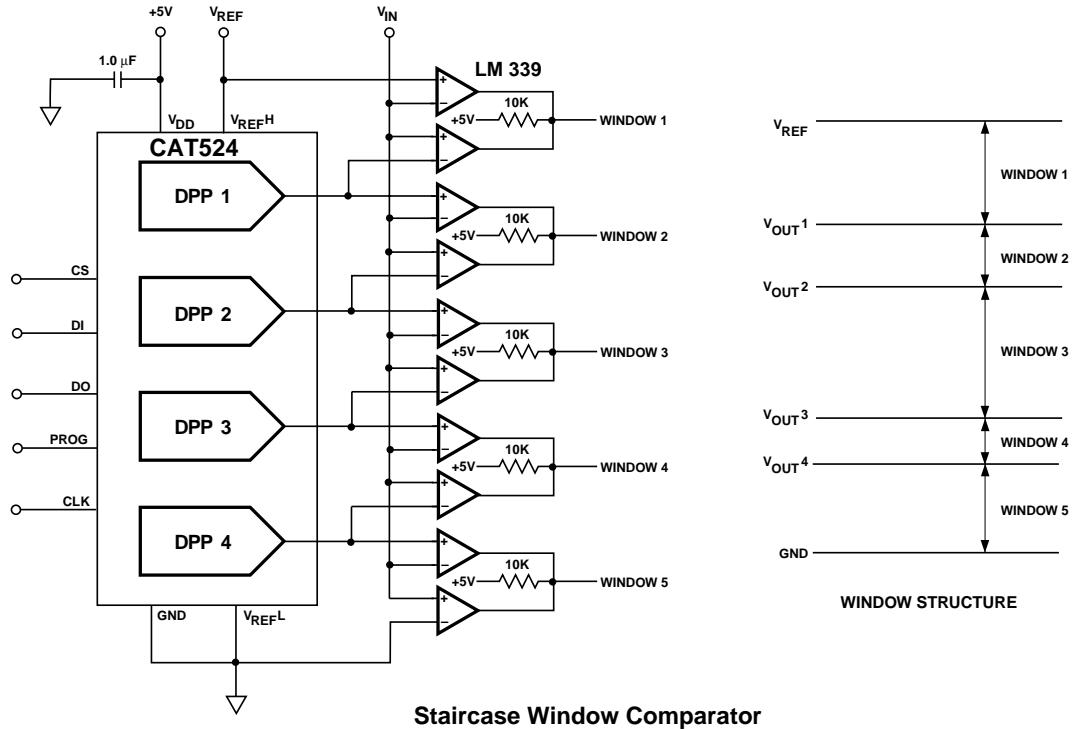 +5V
VREF
VIN
1.0 µF
LM 339
VDD
VREFH
CAT524
10K
+5V
WINDOW 1
DPP 1
10K
+5V
WINDOW 2
CS
DPP 2
DI
10K
+5V
WINDOW 3
DO
DPP 3
PROG
10K
+5V
WINDOW 4
CLK
DPP 4
10K
+5V
WINDOW 5
GND
VREFL
VREF
WINDOW 1
VOUT1
WINDOW 2
VOUT2
WINDOW 3
VOUT3
WINDOW 4
VOUT4
WINDOW 5
GND
WINDOW STRUCTURE
+
−
+
−
+
−
+
−
+
−
+
−
+
−
+
−
+
−
+
−
Staircase Window Comparator